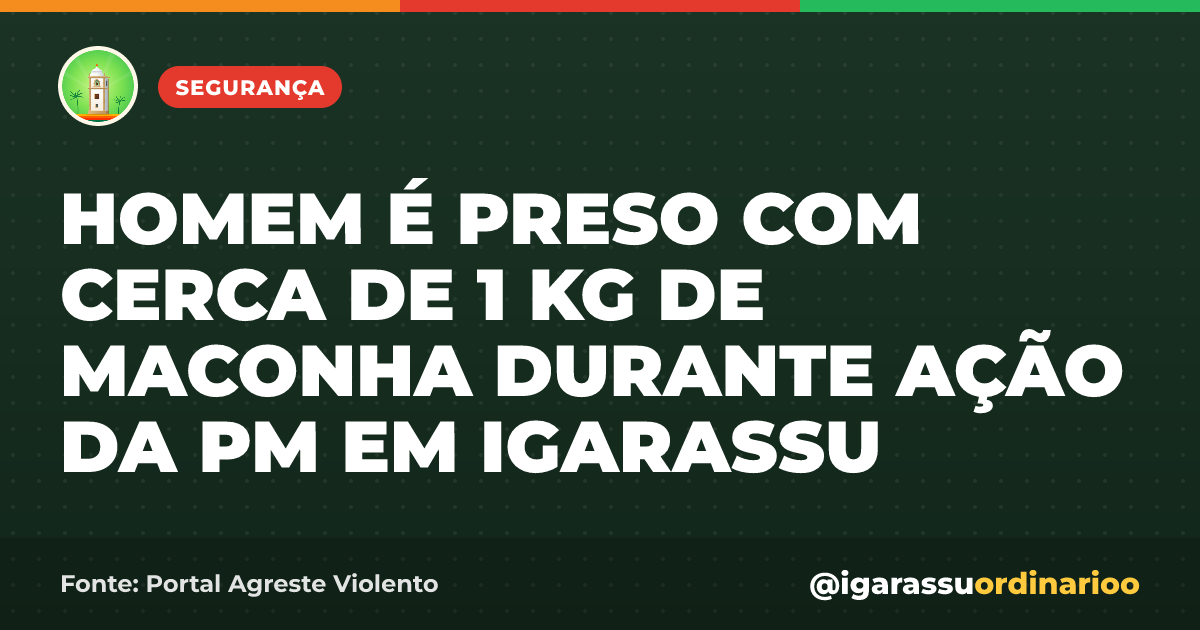 SEGURANÇA
HOMEM É PRESO COM
CERCA DE 1 KG DE
MACONHA DURANTE AÇÃO
DA PM EM IGARASSU
Fonte: Portal Agreste Violento
@igarassuordinarioo